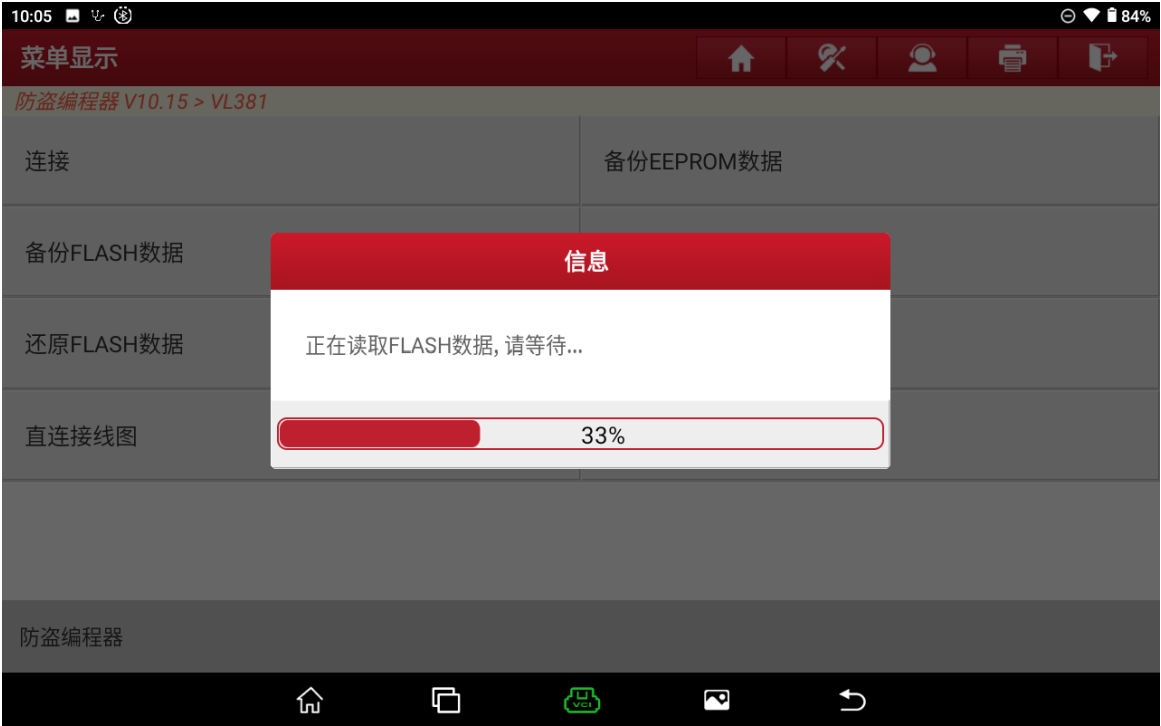 10:05 84%
菜单显示
防盗编程器 V10.15 > VL381
连接 备份EEPROM数据
备份FLASH数据
信息
还原FLASH数据
正在读取FLASH数据, 请等待...
直连接线图
33%
防盗编程器
VCI